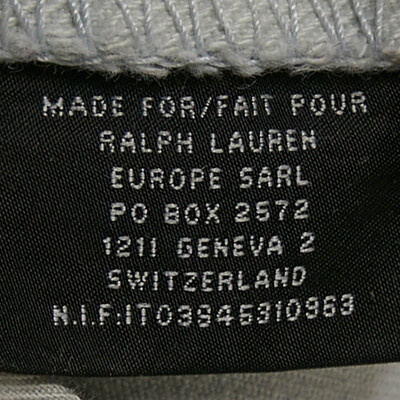 MADE FOR/FAIT POUR
RALPH LAUREN
EUROPE SARL
PO BOX 2572
1211 GENEVA 2
SWITZERLAND
N.I.F:IT03945310963